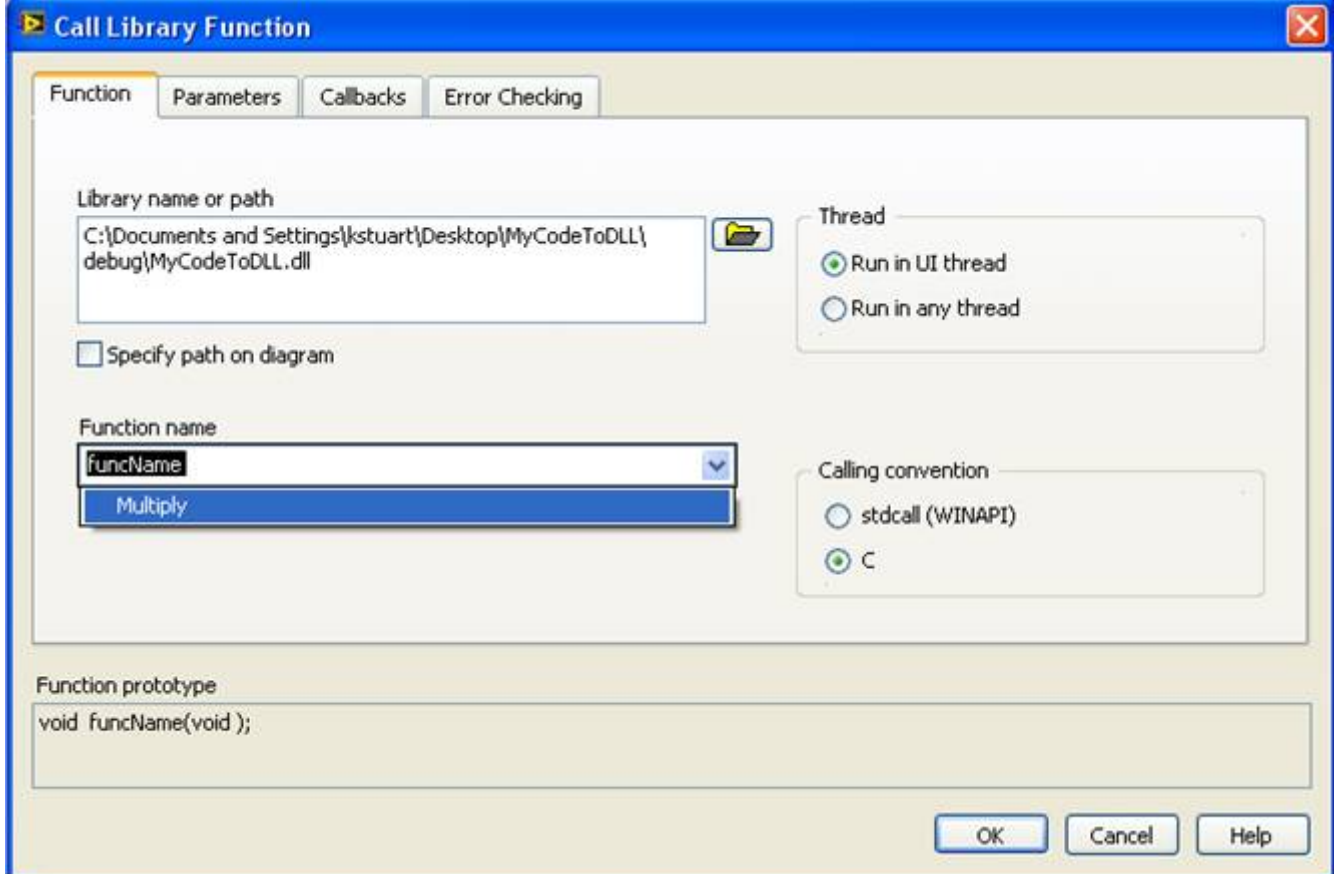 Call Library Function
Function
Parameters
Callbacks
Error Checking
Library name or path
C:\Documents and Settings\kstuart\Desktop\MyCodeToDLL\
debug\MyCodeToDLL.dll
Specify path on diagram
Thread
Run in UI thread
Run in any thread
Function name
funcName
Multiply
Calling convention
stdcall (WINAPI)
C
Function prototype
void funcName(void );
OK
Cancel
Help